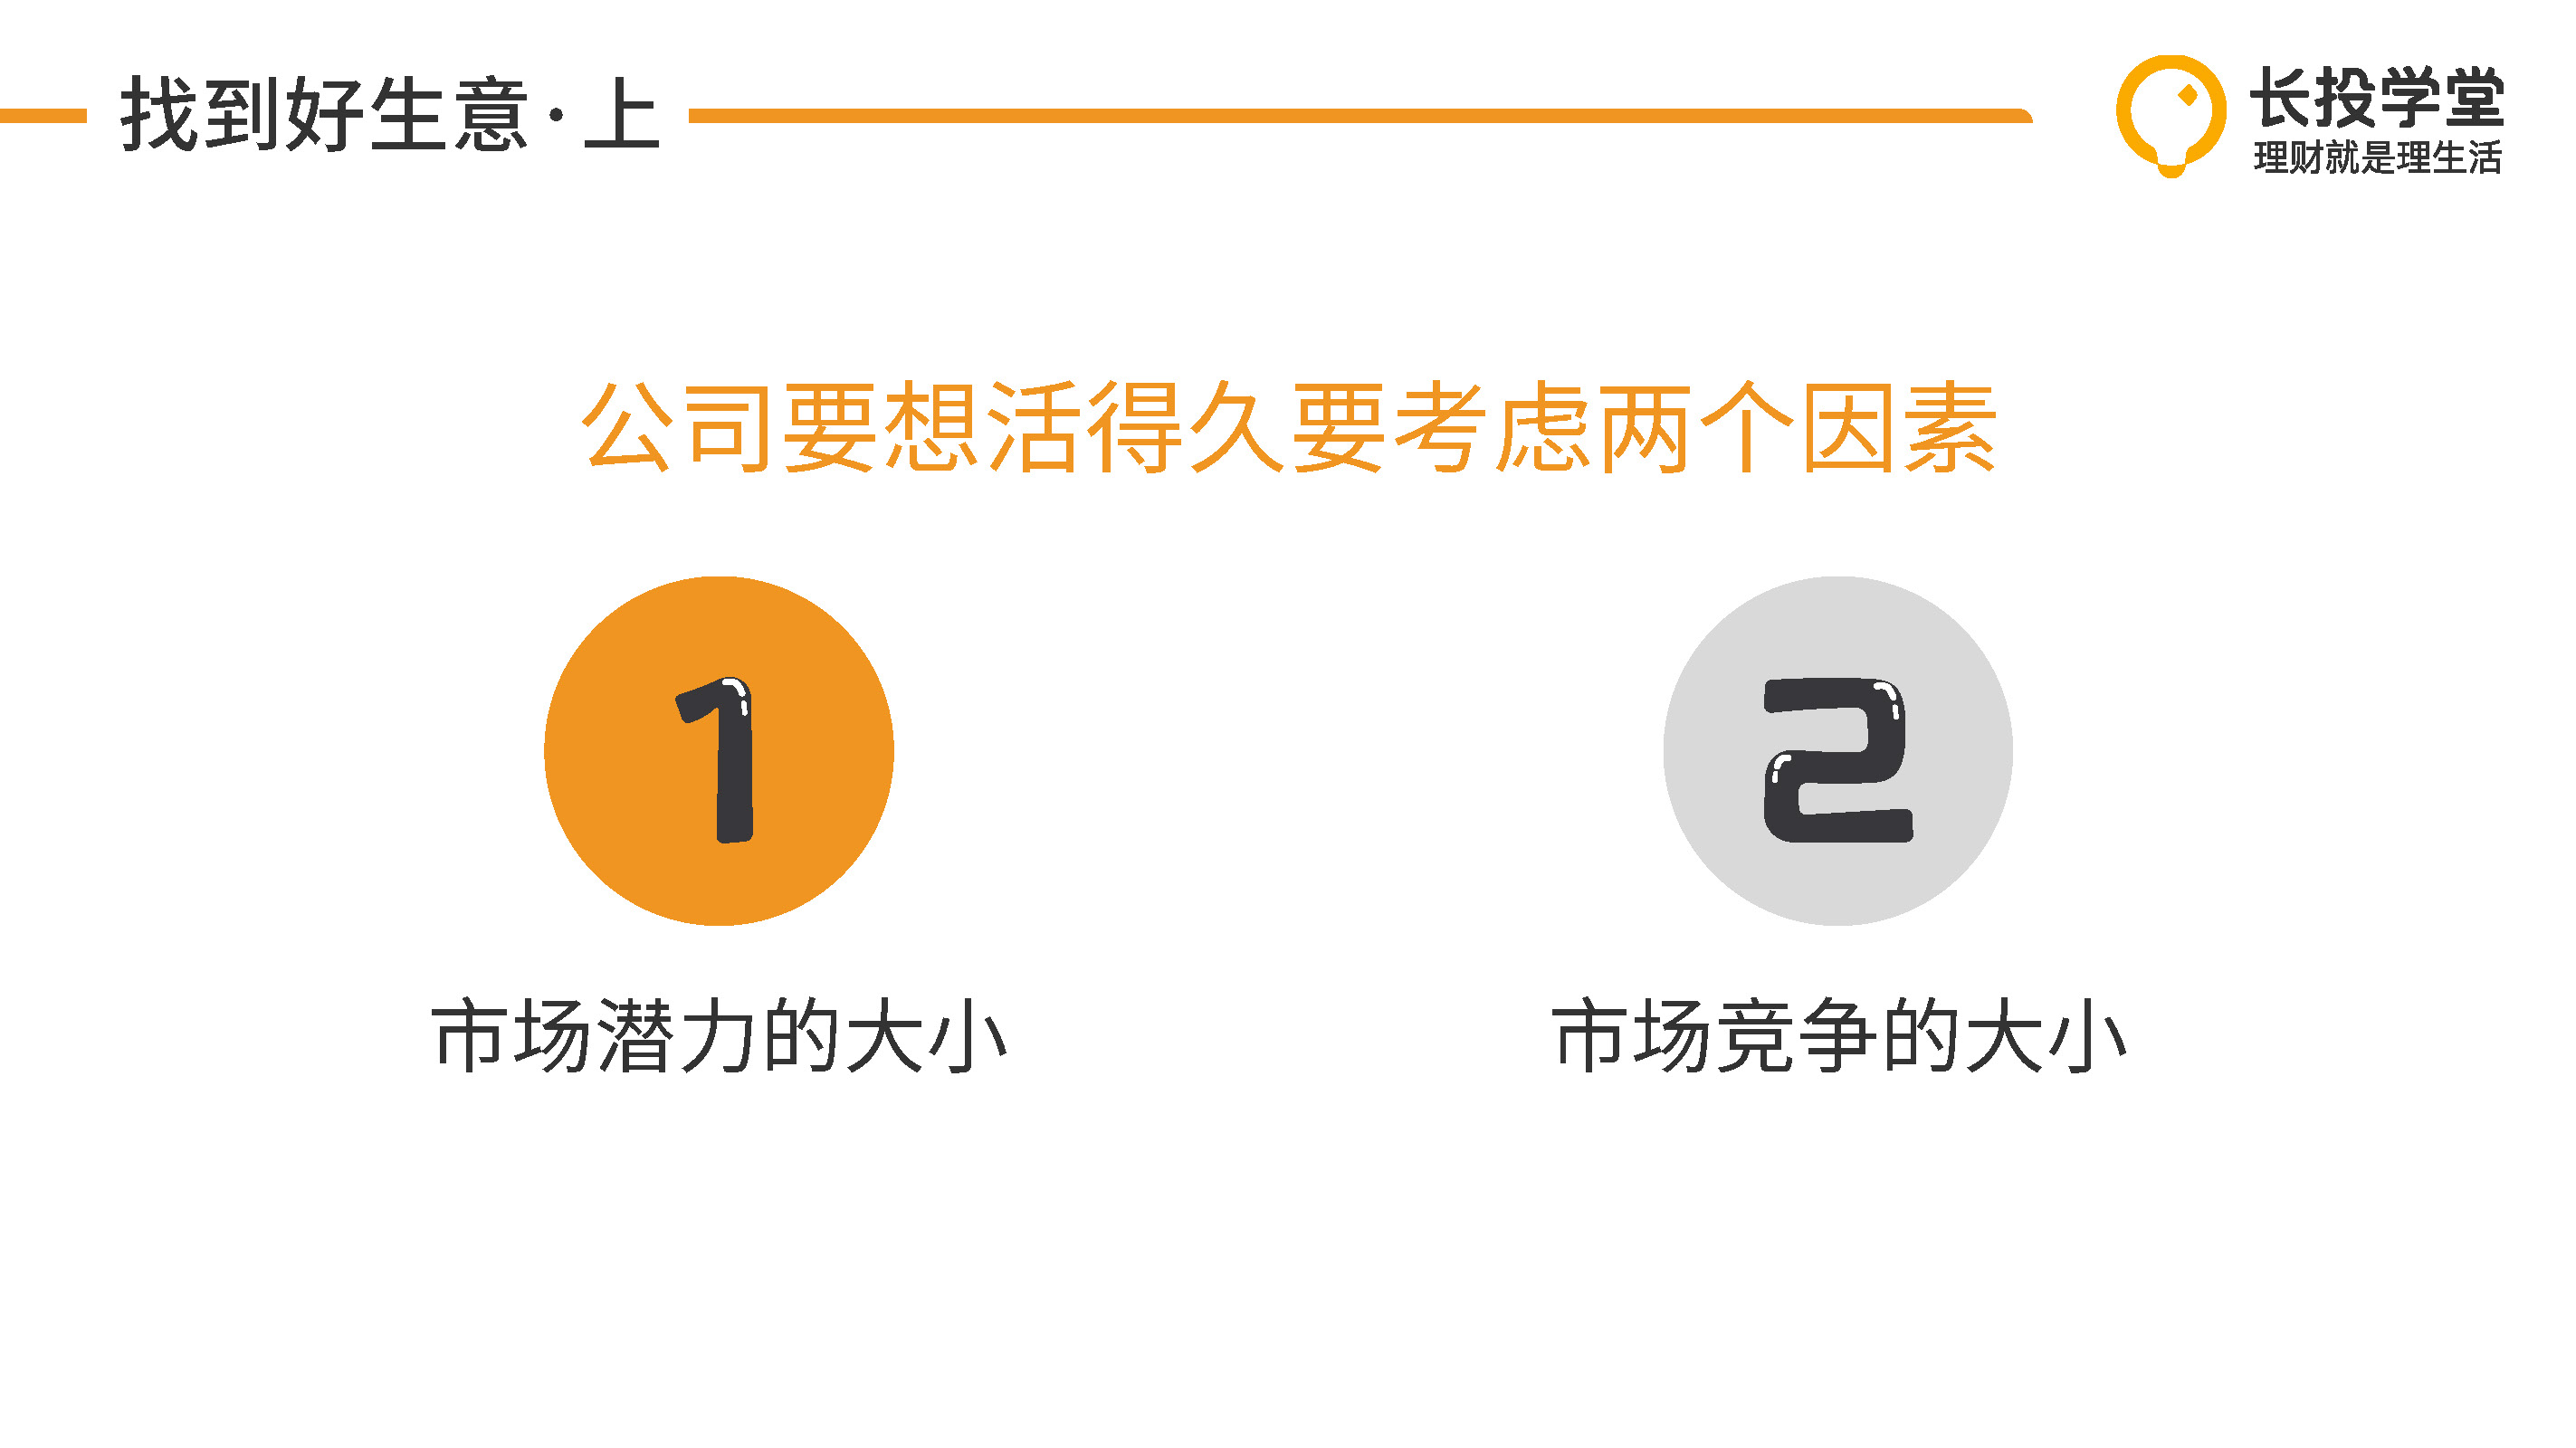 找到好生意·上
长投学堂
理财就是理生活
公司要想活得久要考虑两个因素
1
2
市场潜力的大小
市场竞争的大小